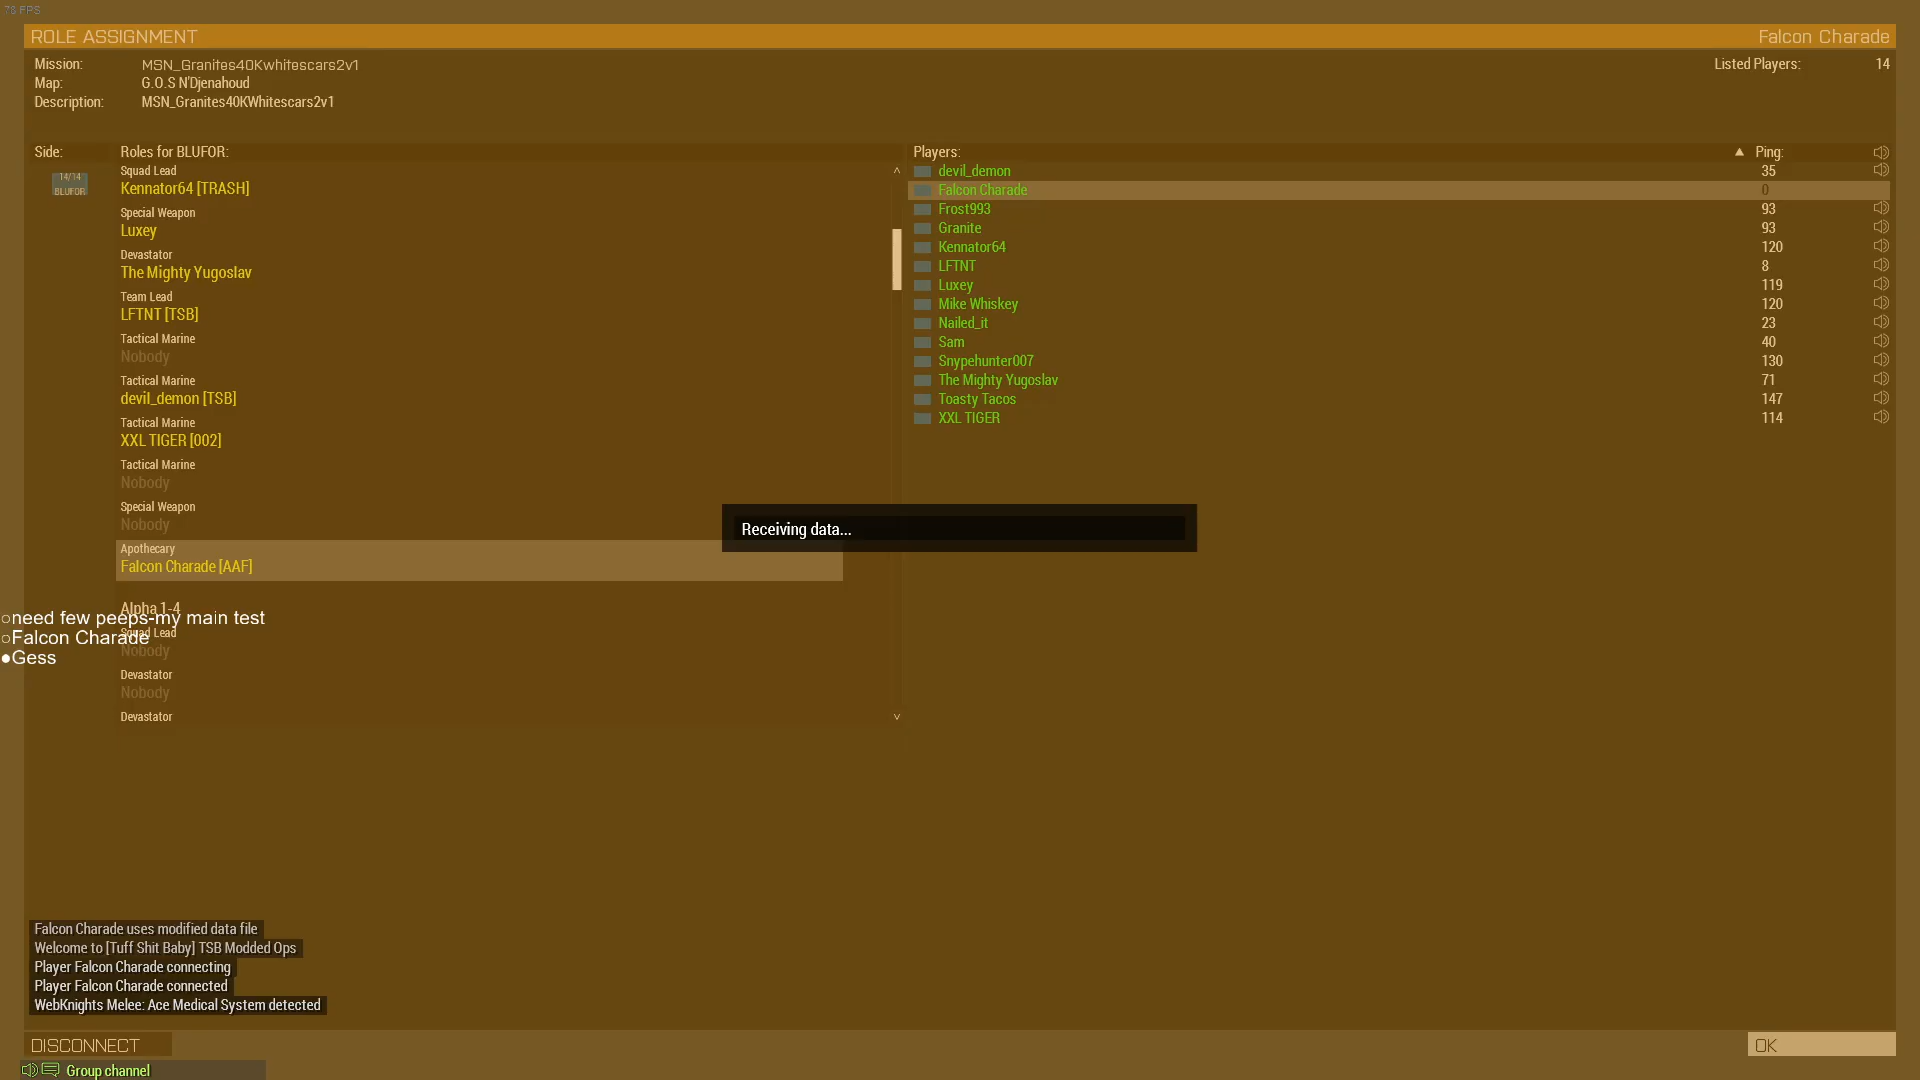 78 FPS
ROLE ASSIGNMENT
Falcon Charade
Mission: MSN_Granites40Kwhitescars2v1
Listed Players: 14
Map: G.O.S N'Djenahoud
Description: MSN_Granites40KWhitescars2v1
Side:
Roles for BLUFOR:
Players:
Ping:
14/14
BLUFOR
Squad Lead
Kennator64 [TRASH]
Special Weapon
Luxey
Devastator
The Mighty Yugoslav
Team Lead
LFTNT [TSB]
Tactical Marine
Nobody
Tactical Marine
devil_demon [TSB]
Tactical Marine
XXL TIGER [002]
Tactical Marine
Nobody
Special Weapon
Nobody
Apothecary
Falcon Charade [AAF]
Alpha 1-4
Squad Lead
Nobody
Devastator
Nobody
Devastator
devil_demon 35
Falcon Charade 0
Frost993 93
Granite 93
Kennator64 120
LFTNT 8
Luxey 119
Mike Whiskey 120
Nailed_it 23
Sam 40
Snypehunter007 130
The Mighty Yugoslav 71
Toasty Tacos 147
XXL TIGER 114
Receiving data...
need few peeps-my main test
Falcon Charade
Gess
Falcon Charade uses modified data file
Welcome to [Tuff Shit Baby] TSB Modded Ops
Player Falcon Charade connecting
Player Falcon Charade connected
WebKnights Melee: Ace Medical System detected
DISCONNECT
OK
Group channel